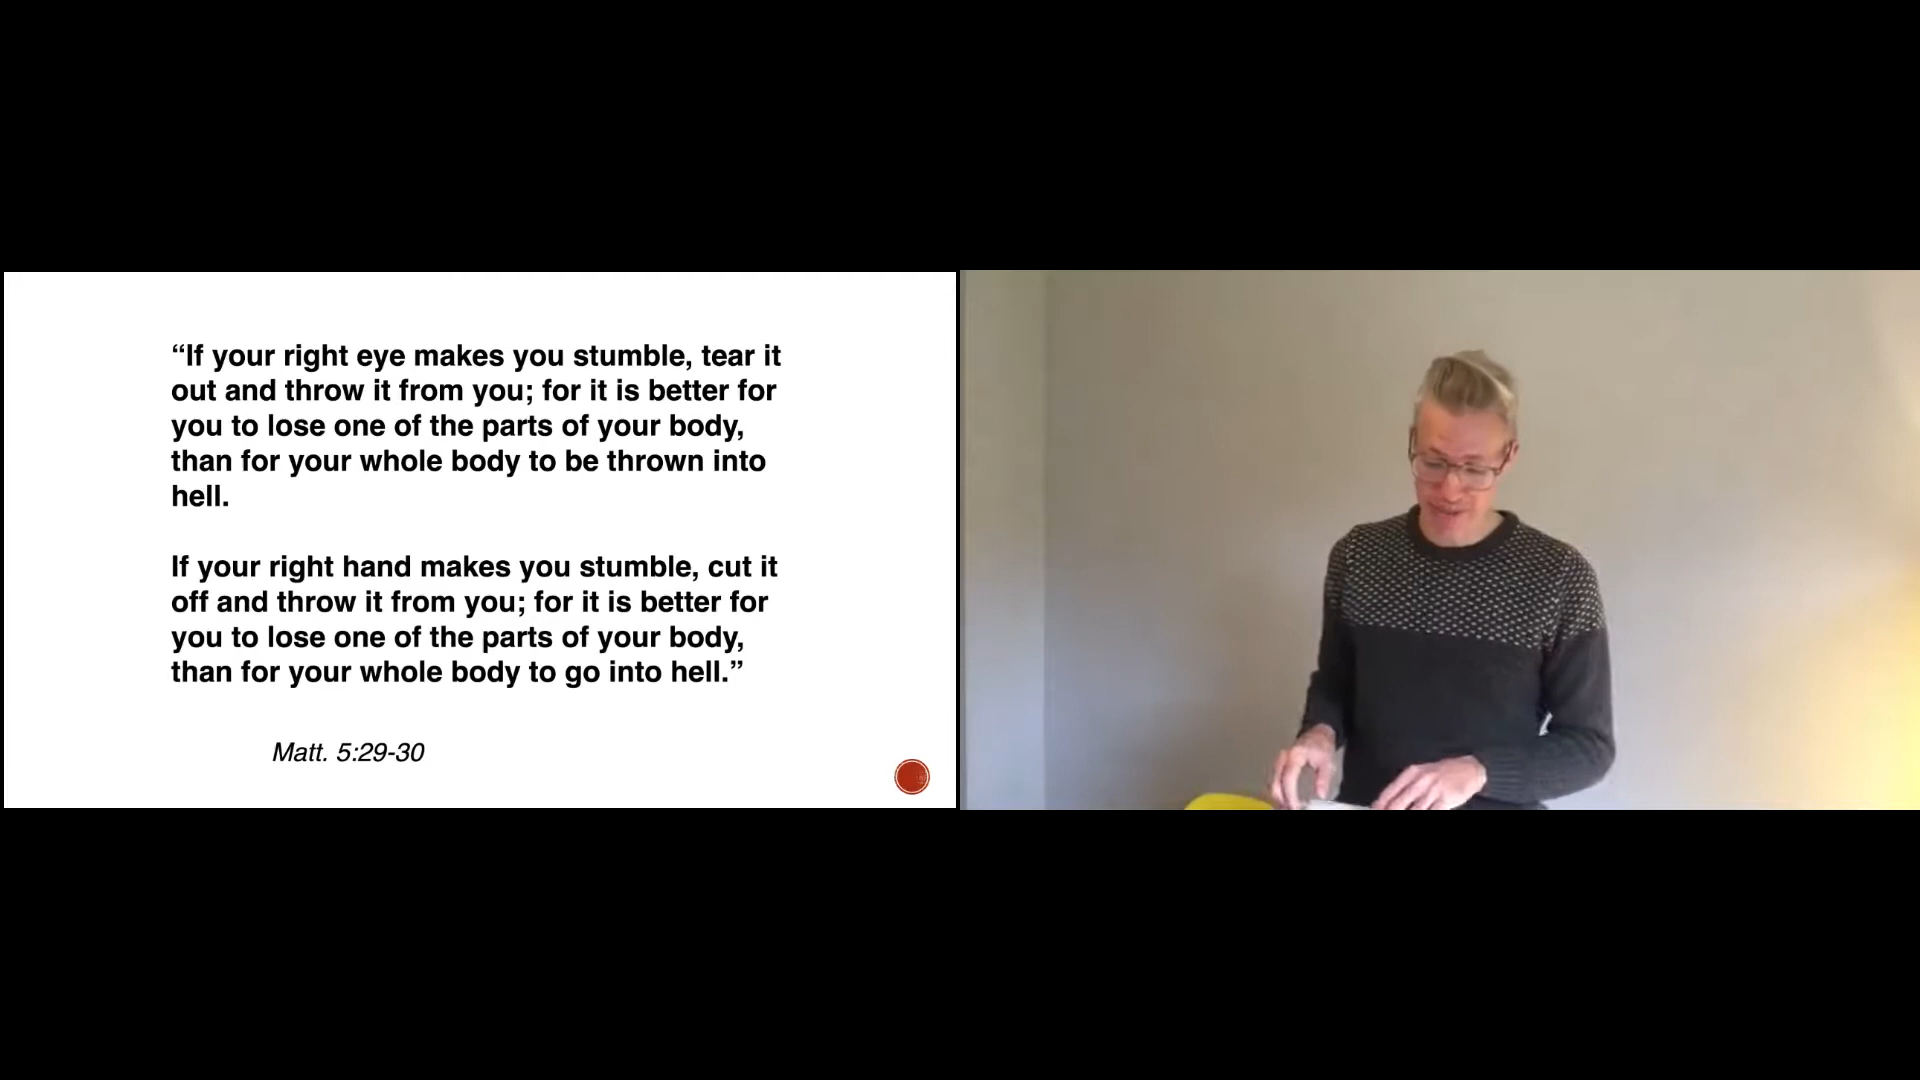 “If your right eye makes you stumble, tear it
out and throw it from you; for it is better for
you to lose one of the parts of your body,
than for your whole body to be thrown into
hell.
If your right hand makes you stumble, cut it
off and throw it from you; for it is better for
you to lose one of the parts of your body,
than for your whole body to go into hell.”
Matt. 5:29-30